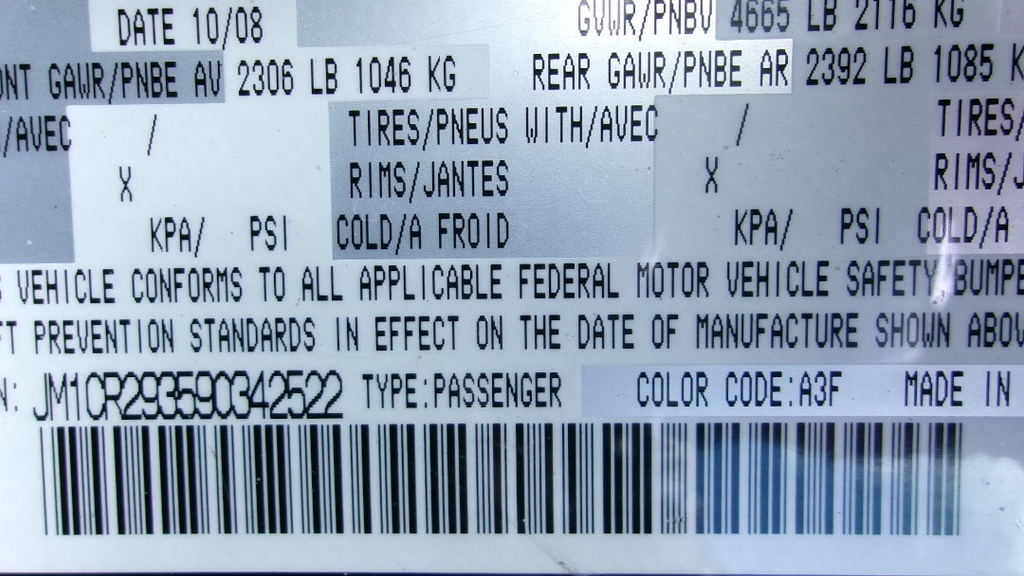 DATE 10/08 GVWR/PNBV 4665 LB 2116 KG
GAWR/PNBE AV 2306 LB 1046 KG REAR GAWR/PNBE AR 2392 LB 1085
/AVEC / TIRES/PNEUS WITH/AVEC / TIRES/
X RIMS/JANTES X RIMS/J
KPA/ PSI COLD/A FROID KPA/ PSI COLD/A
VEHICLE CONFORMS TO ALL APPLICABLE FEDERAL MOTOR VEHICLE SAFETY BUMPE
FT PREVENTION STANDARDS IN EFFECT ON THE DATE OF MANUFACTURE SHOWN ABOV
N: JM1CR293590342522 TYPE:PASSENGER COLOR CODE:A3F MADE IN